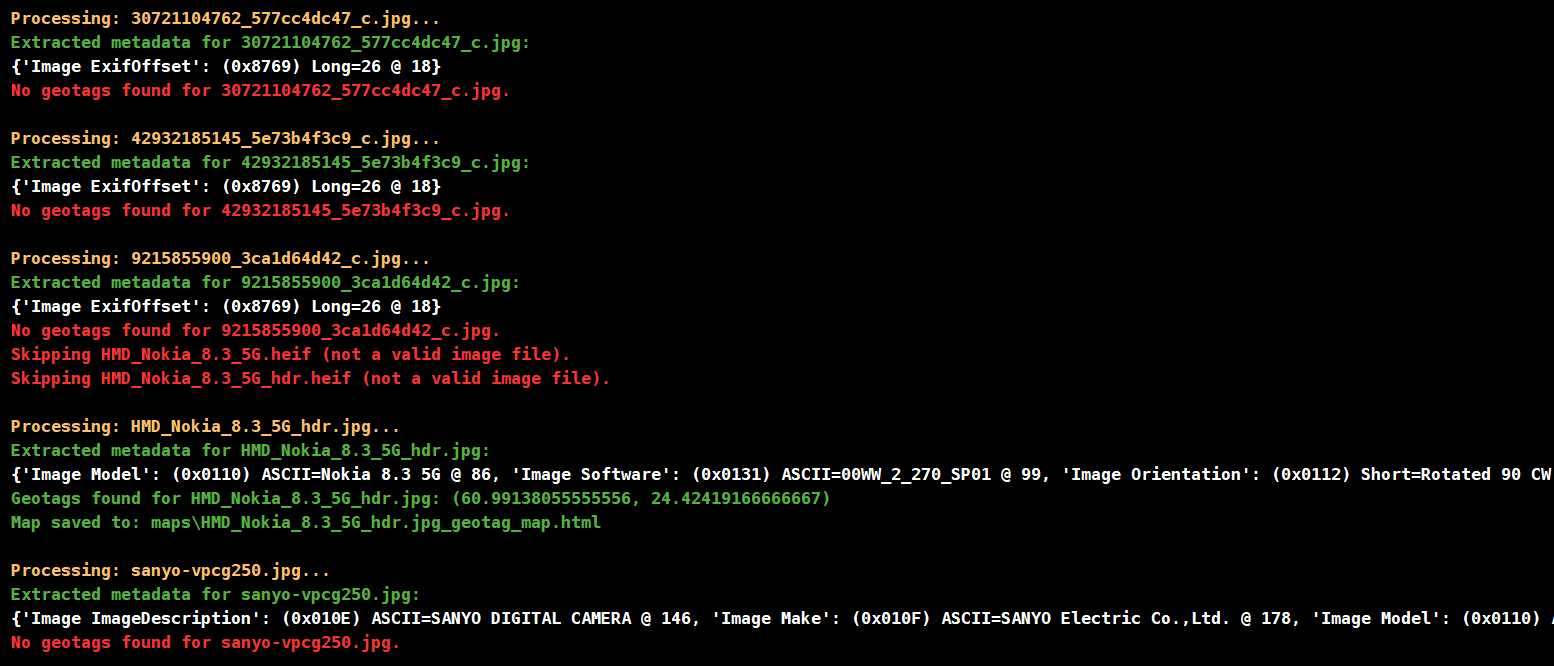 Processing: 30721104762_577cc4dc47_c.jpg...
Extracted metadata for 30721104762_577cc4dc47_c.jpg:
{'Image ExifOffset': (0x8769) Long=26 @ 18}
No geotags found for 30721104762_577cc4dc47_c.jpg.
Processing: 42932185145_5e73b4f3c9_c.jpg...
Extracted metadata for 42932185145_5e73b4f3c9_c.jpg:
{'Image ExifOffset': (0x8769) Long=26 @ 18}
No geotags found for 42932185145_5e73b4f3c9_c.jpg.
Processing: 9215855900_3ca1d64d42_c.jpg...
Extracted metadata for 9215855900_3ca1d64d42_c.jpg:
{'Image ExifOffset': (0x8769) Long=26 @ 18}
No geotags found for 9215855900_3ca1d64d42_c.jpg.
Skipping HMD_Nokia_8.3_5G.heif (not a valid image file).
Skipping HMD_Nokia_8.3_5G_hdr.heif (not a valid image file).
Processing: HMD_Nokia_8.3_5G_hdr.jpg...
Extracted metadata for HMD_Nokia_8.3_5G_hdr.jpg:
{'Image Model': (0x0110) ASCII=Nokia 8.3 5G @ 86, 'Image Software': (0x0131) ASCII=00WW_2_270_SP01 @ 99, 'Image Orientation': (0x0112) Short=Rotated 90 CW
Geotags found for HMD_Nokia_8.3_5G_hdr.jpg: (60.99138055555556, 24.42419166666667)
Map saved to: maps\HMD_Nokia_8.3_5G_hdr.jpg_geotag_map.html
Processing: sanyo-vpcg250.jpg...
Extracted metadata for sanyo-vpcg250.jpg:
{'Image ImageDescription': (0x010E) ASCII=SANYO DIGITAL CAMERA @ 146, 'Image Make': (0x010F) ASCII=SANYO Electric Co.,Ltd. @ 178, 'Image Model': (0x0110)
No geotags found for sanyo-vpcg250.jpg.